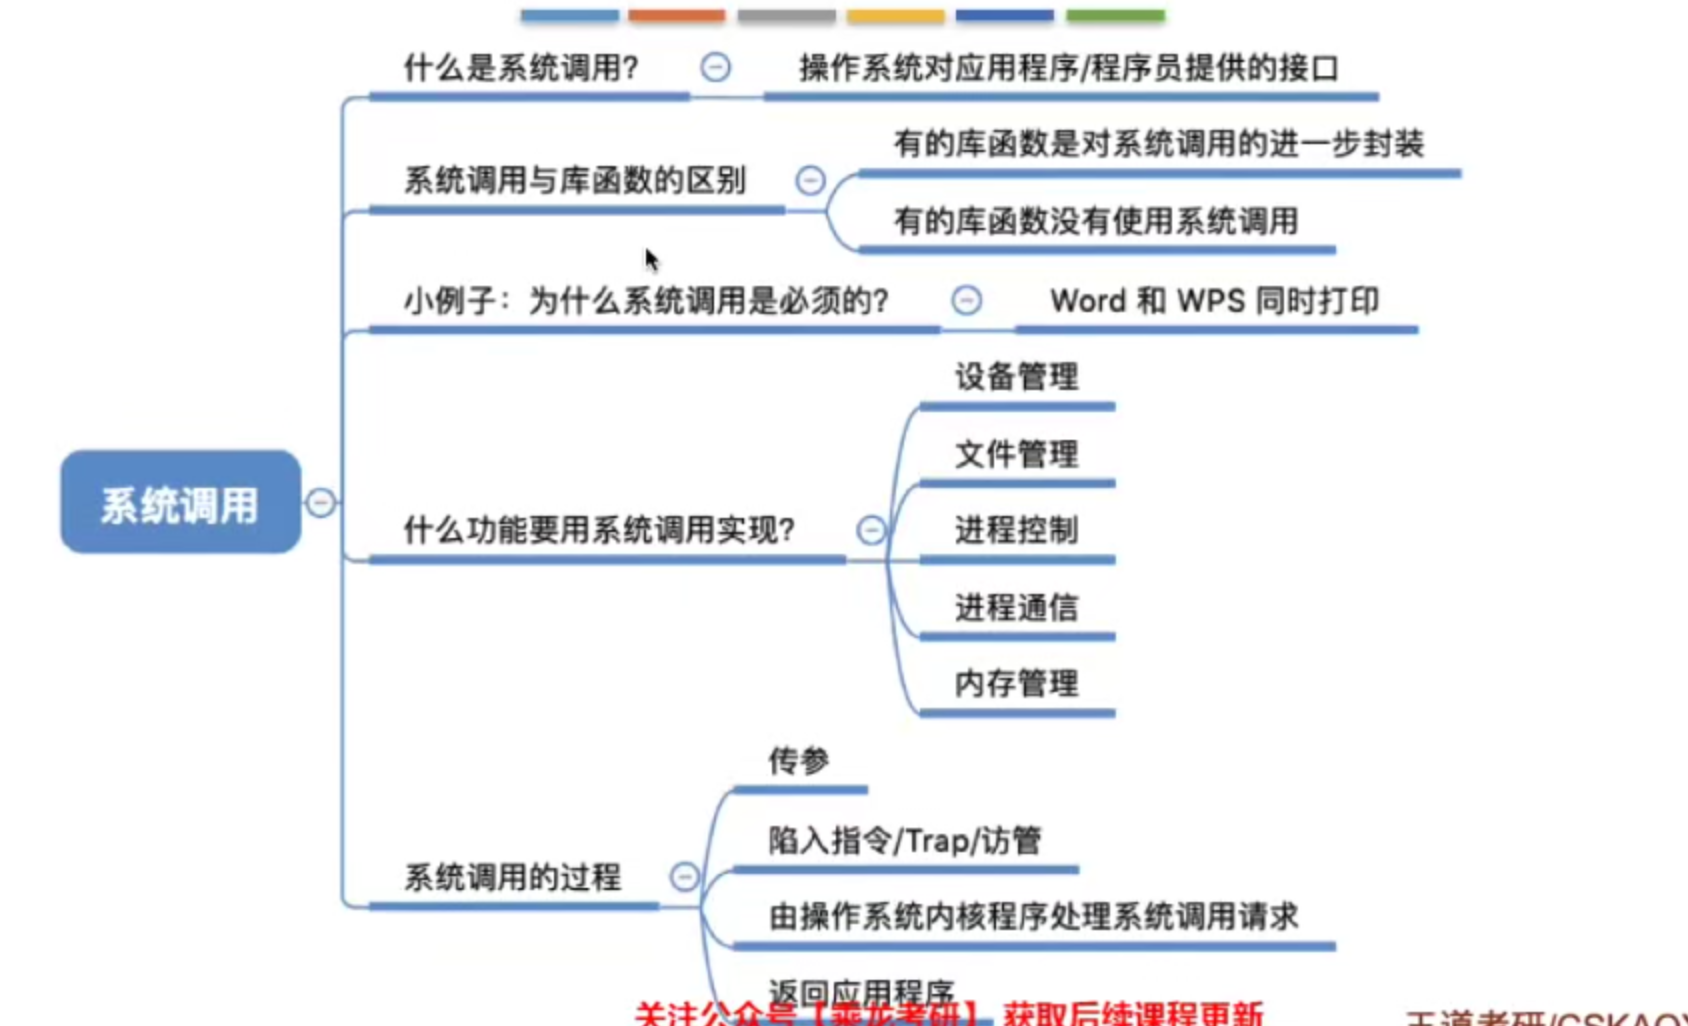 什么是系统调用?
操作系统对应用程序/程序员提供的接口
系统调用与库函数的区别
有的库函数是对系统调用的进一步封装
有的库函数没有使用系统调用
小例子：为什么系统调用是必须的?
Word 和 WPS 同时打印
系统调用
什么功能要用系统调用实现?
设备管理
文件管理
进程控制
进程通信
内存管理
系统调用的过程
传参
陷入指令/Trap/访管
由操作系统内核程序处理系统调用请求
返回应用程序
关注公众号【乘龙考研】获取后续课程更新
王道考研/CSKAOY